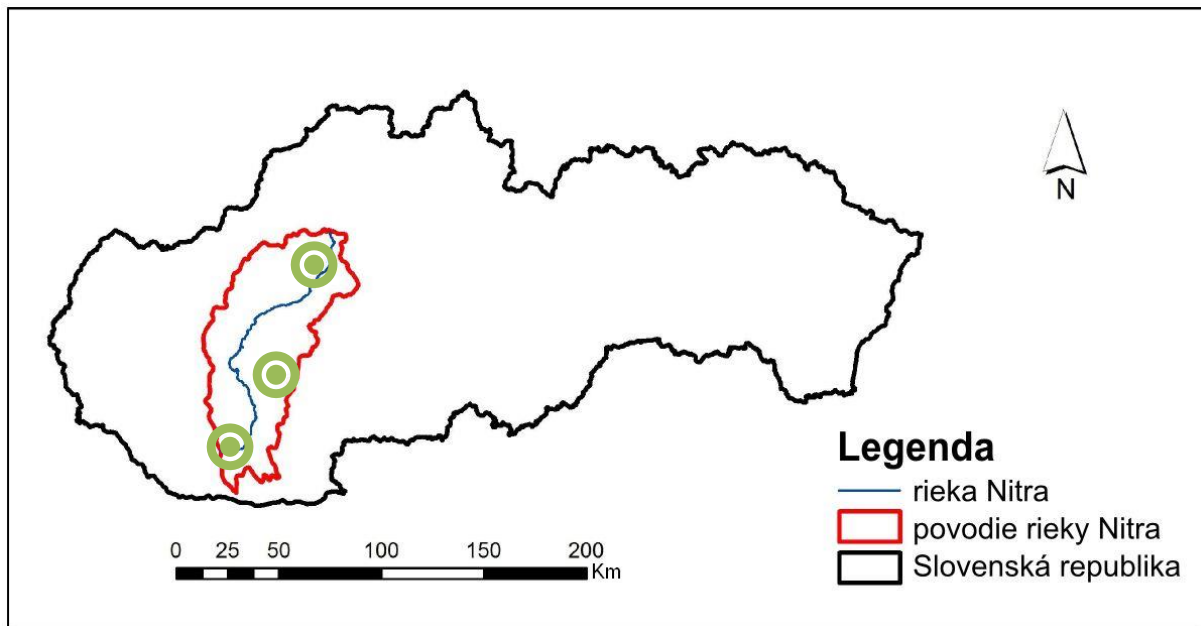 N
Legenda
rieka Nitra
povodie rieky Nitra
Slovenská republika
0 25 50 100 150 200
Km